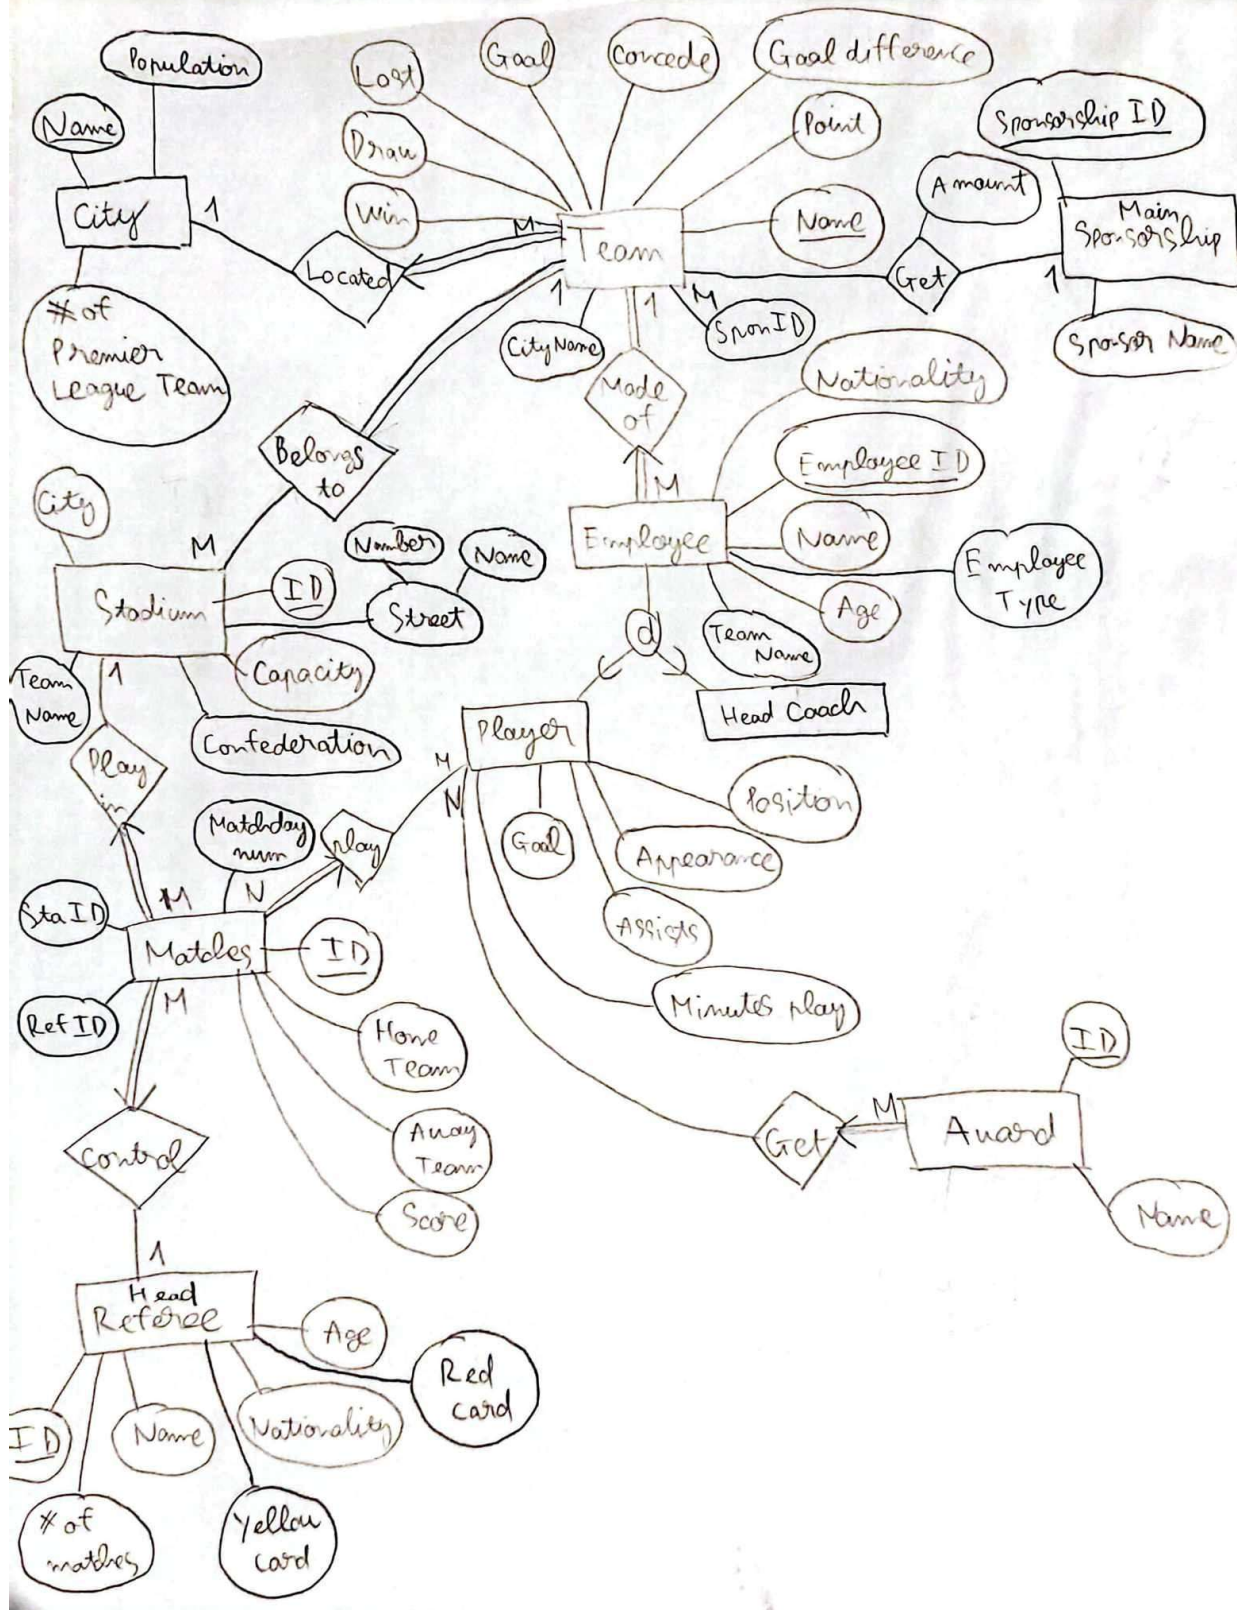 Population
Name
City
1
# of
Premier
League Team
Lost
Goal
Concede
Goal difference
Draw
Point
Win
Name
M
Team
Located
1
CityName
1
M
SponID
Amount
Get
Sponsorship ID
Main
Sponsorship
1
Sponsor Name
Made
of
M
Nationality
Employee ID
Employee
Name
Employee
Type
Age
Team
Name
d
Head Coach
Belongs
to
M
City
Number
Name
Stadium
ID
Street
Capacity
Team
Name
1
Confederation
Play
in
M
Player
M
N
Position
Goal
Appearance
Assists
Minutes play
Matchday
num
play
N
StaID
Matches
ID
RefID
M
Home
Team
Away
Team
Score
Control
1
ID
M
Get
Award
Name
Head
Referee
Age
Red
card
ID
Name
Nationality
# of
matches
Yellow
card